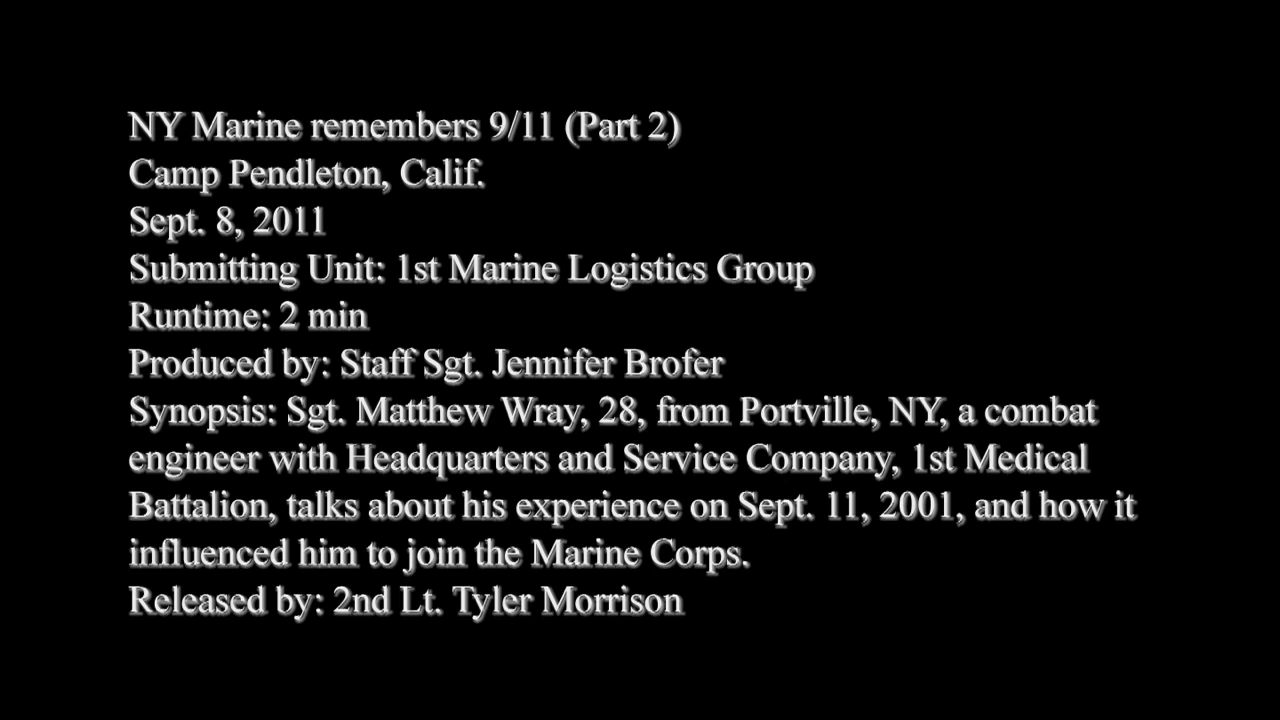 NY Marine remembers 9/11 (Part 2)
Camp Pendleton, Calif.
Sept. 8, 2011
Submitting Unit: 1st Marine Logistics Group
Runtime: 2 min
Produced by: Staff Sgt. Jennifer Brofer
Synopsis: Sgt. Matthew Wray, 28, from Portville, NY, a combat
engineer with Headquarters and Service Company, 1st Medical
Battalion, talks about his experience on Sept. 11, 2001, and how it
influenced him to join the Marine Corps.
Released by: 2nd Lt. Tyler Morrison